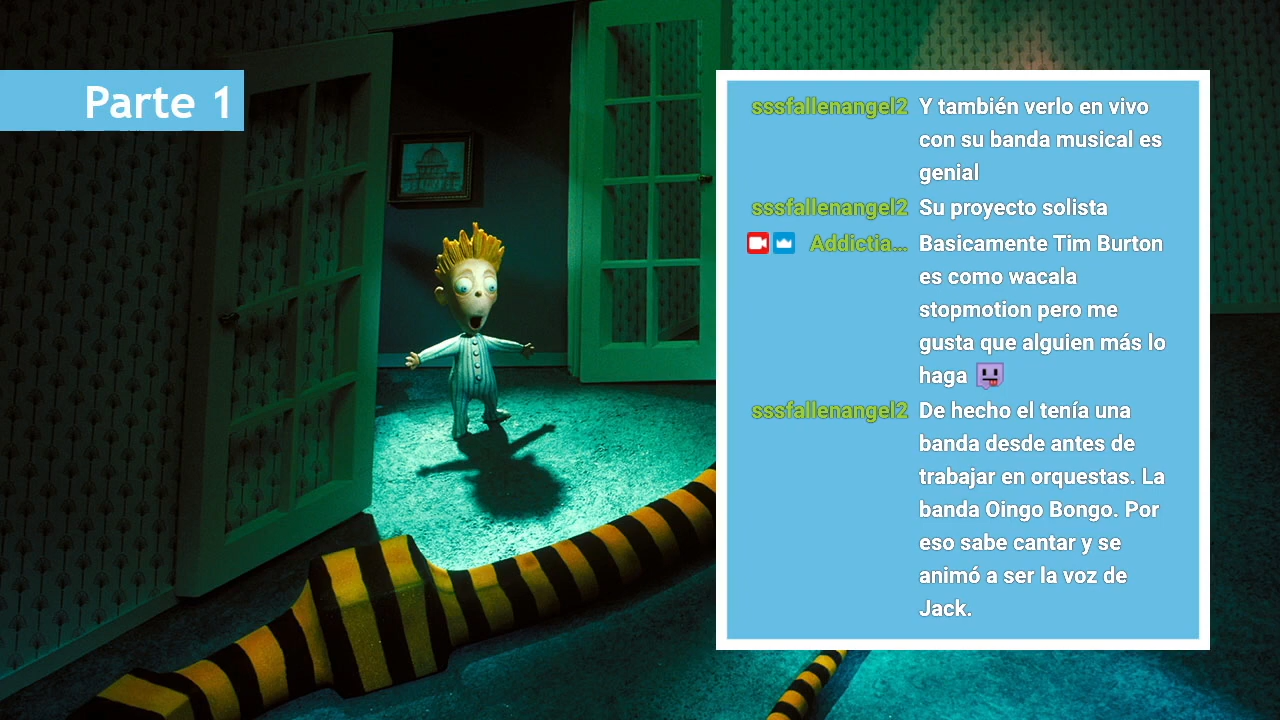 Parte 1
sssfallenangel2 Y también verlo en vivo
con su banda musical es
genial
sssfallenangel2 Su proyecto solista
Addictia... Basicamente Tim Burton
es como wacala
stopmotion pero me
gusta que alguien más lo
haga
sssfallenangel2 De hecho el tenía una
banda desde antes de
trabajar en orquestas. La
banda Oingo Bongo. Por
eso sabe cantar y se
animó a ser la voz de
Jack.